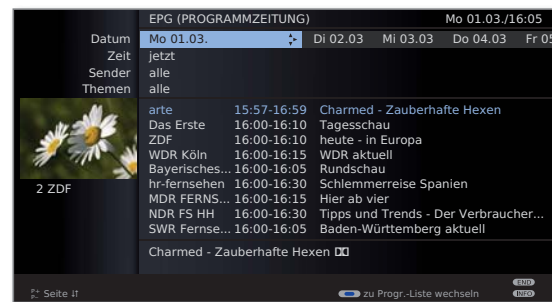 EPG (PROGRAMMZEITUNG) Mo 01.03./16:05
Datum Mo 01.03. Di 02.03 Mi 03.03 Do 04.03 Fr 05
Zeit jetzt
Sender alle
Themen alle
arte 15:57-16:59 Charmed - Zauberhafte Hexen
Das Erste 16:00-16:10 Tagesschau
ZDF 16:00-16:10 heute - in Europa
WDR Köln 16:00-16:15 WDR aktuell
Bayerisches... 16:00-16:05 Rundschau
hr-fernsehen 16:00-16:30 Schlemmerreise Spanien
MDR FERNS... 16:00-16:15 Hier ab vier
NDR FS HH 16:00-16:30 Tipps und Trends - Der Verbraucher...
SWR Fernse... 16:00-16:05 Baden-Württemberg aktuell
2 ZDF
Charmed - Zauberhafte Hexen
P+ P- Seite zu Progr.-Liste wechseln END INFO